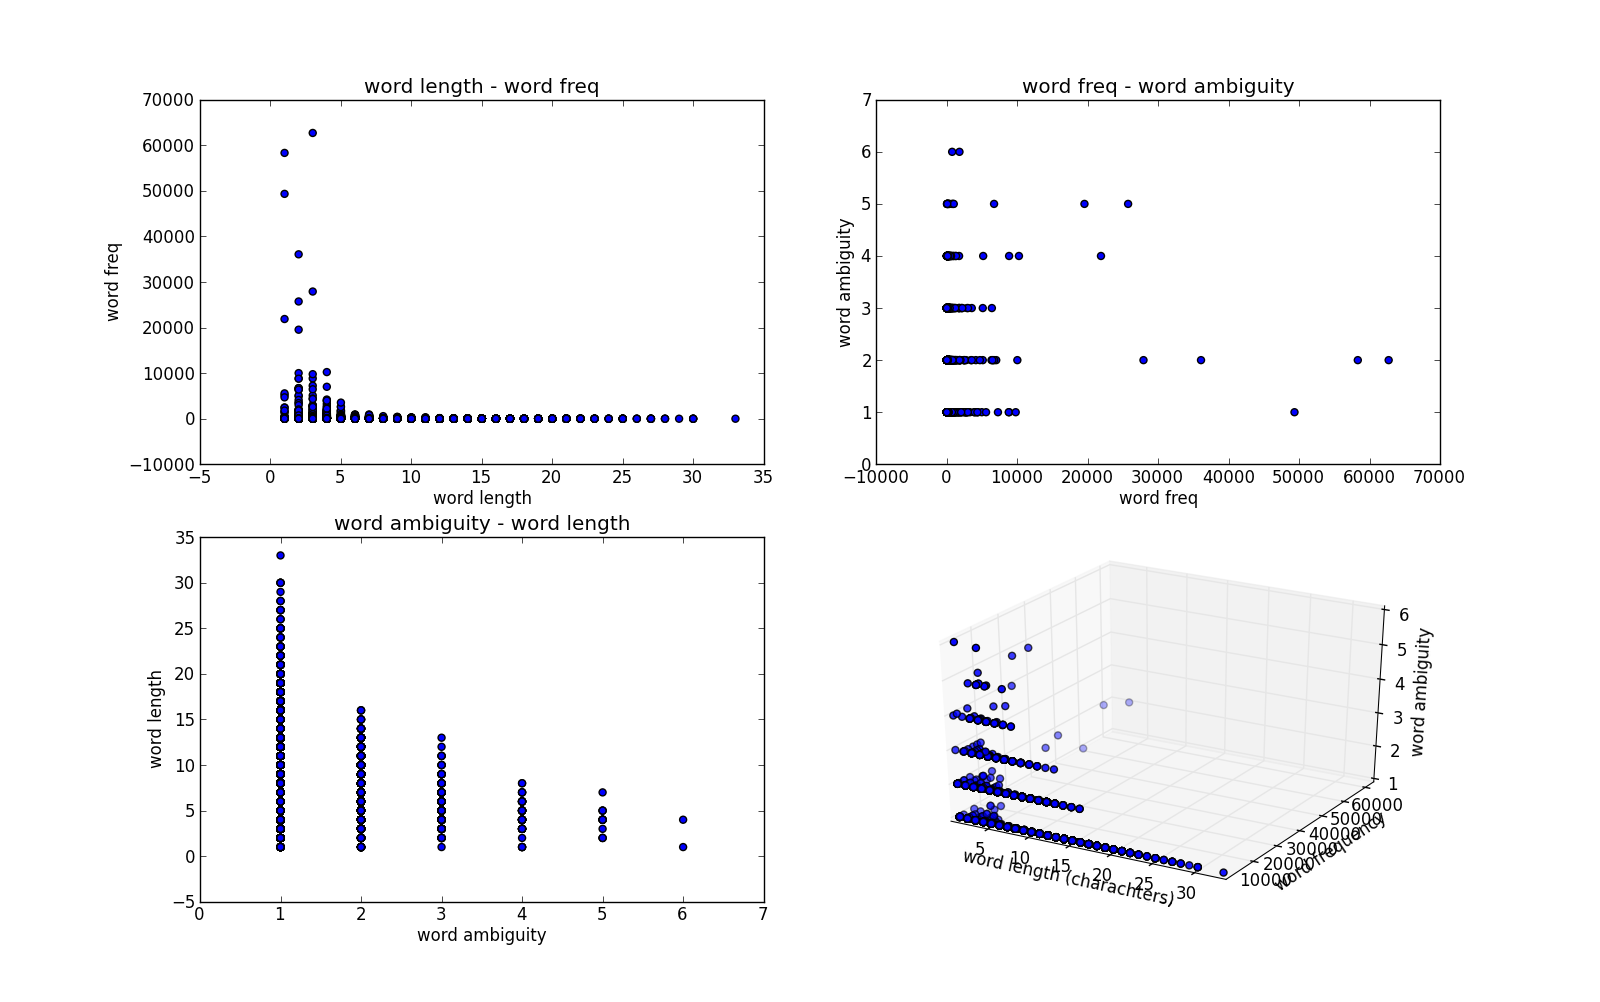 word length - word freq
70000
60000
50000
40000
30000
20000
10000
0
−10000
word freq
−5 0 5 10 15 20 25 30 35
word length
word freq - word ambiguity
7
6
5
4
3
2
1
0
word ambiguity
−10000 0 10000 20000 30000 40000 50000 60000 70000
word freq
word ambiguity - word length
35
30
25
20
15
10
5
0
−5
word length
0 1 2 3 4 5 6 7
word ambiguity
6
5
4
3
2
1
word ambiguity
60000
50000
40000
30000
20000
10000
word frequency
5 10 15 20 25 30
word length (charachters)